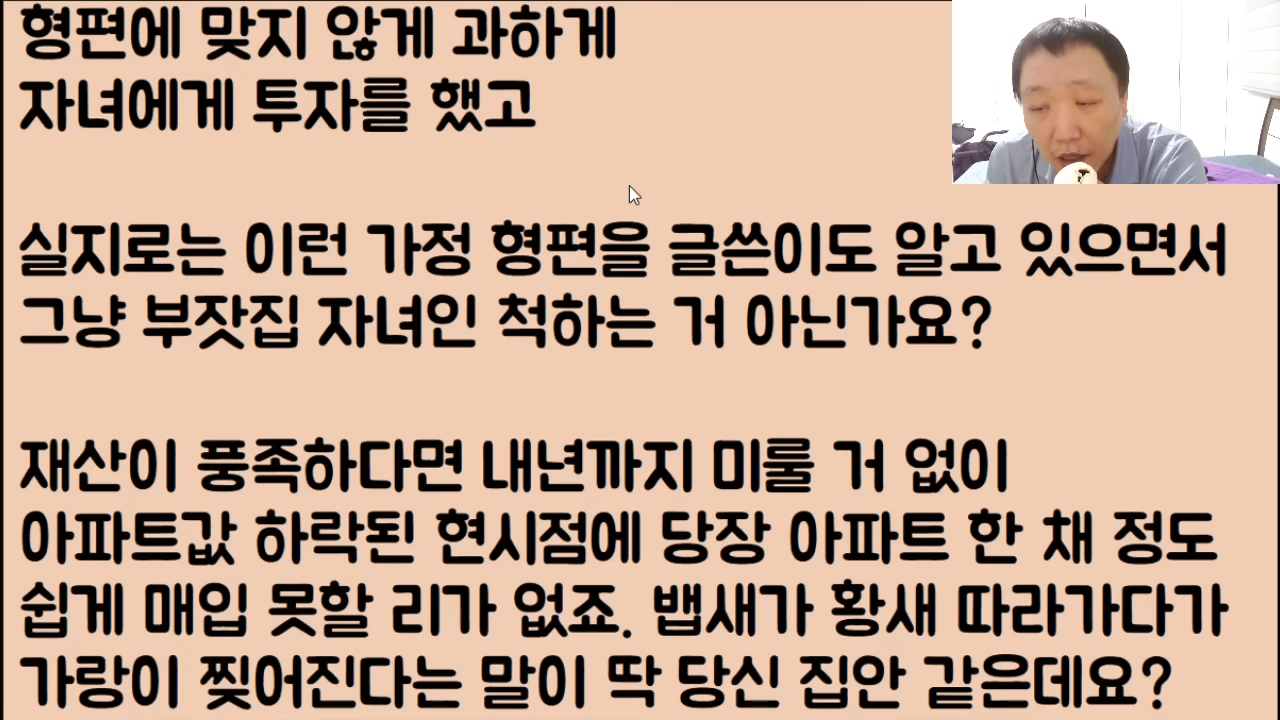 형편에 맞지 않게 과하게
자녀에게 투자를 했고
실지로는 이런 가정 형편을 글쓴이도 알고 있으면서
그냥 부잣집 자녀인 척하는 거 아닌가요?
재산이 풍족하다면 내년까지 미룰 거 없이
아파트값 하락된 현시점에 당장 아파트 한 채 정도
쉽게 매입 못할 리가 없죠. 뱁새가 황새 따라가다가
가랑이 찢어진다는 말이 딱 당신 집안 같은데요?